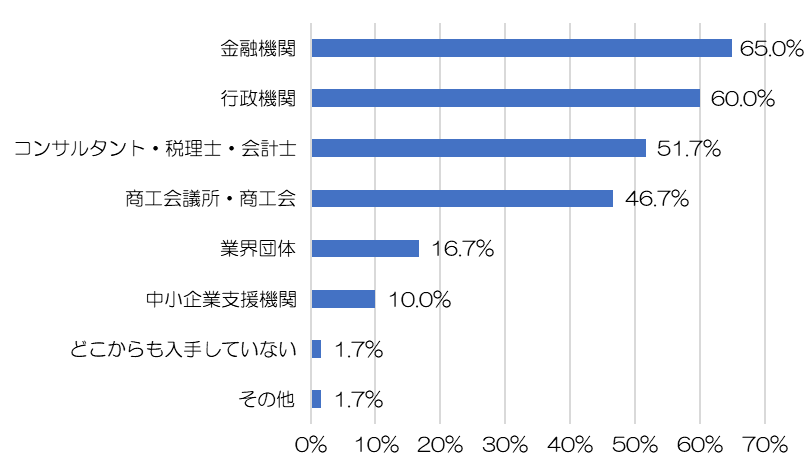 金融機関 65.0%
行政機関 60.0%
コンサルタント・税理士・会計士 51.7%
商工会議所・商工会 46.7%
業界団体 16.7%
中小企業支援機関 10.0%
どこからも入手していない 1.7%
その他 1.7%
0% 10% 20% 30% 40% 50% 60% 70%